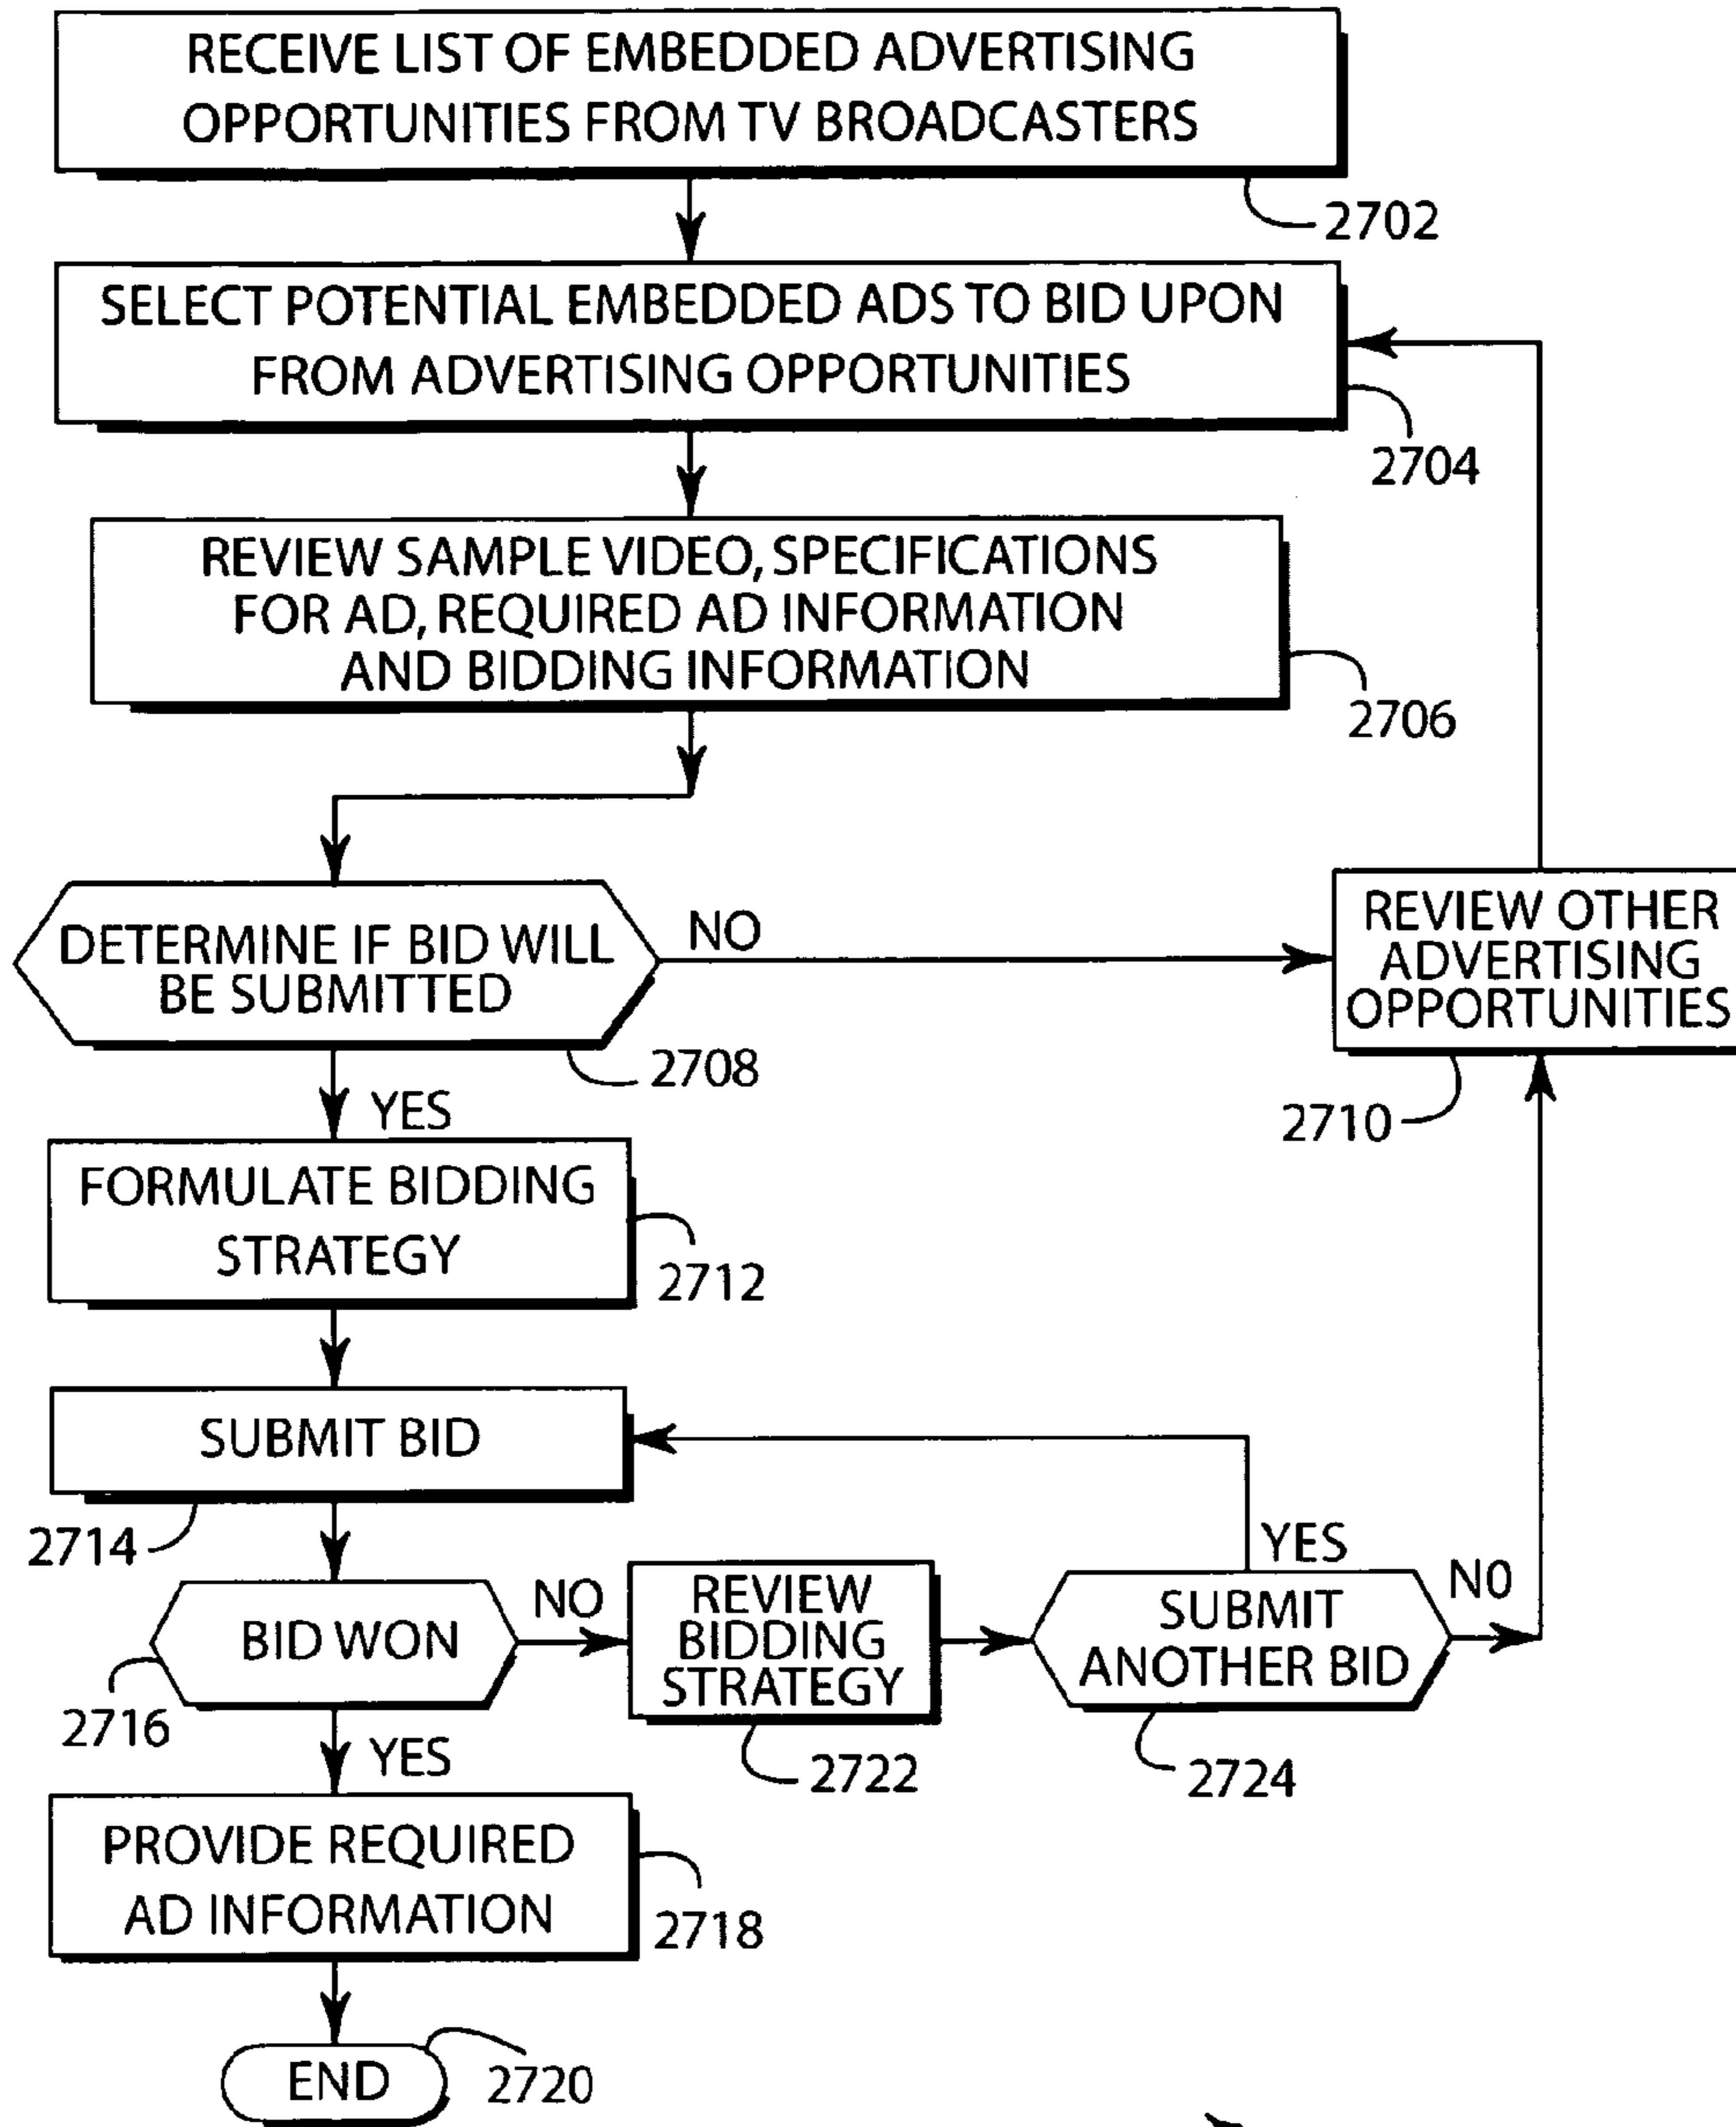 RECEIVE LIST OF EMBEDDED ADVERTISING
OPPORTUNITIES FROM TV BROADCASTERS
2702
SELECT POTENTIAL EMBEDDED ADS TO BID UPON
FROM ADVERTISING OPPORTUNITIES
2704
REVIEW SAMPLE VIDEO, SPECIFICATIONS
FOR AD, REQUIRED AD INFORMATION
AND BIDDING INFORMATION
2706
DETERMINE IF BID WILL
BE SUBMITTED
NO
2708
REVIEW OTHER
ADVERTISING
OPPORTUNITIES
2710
YES
FORMULATE BIDDING
STRATEGY
2712
SUBMIT BID
2714
BID WON
2716
NO
REVIEW
BIDDING
STRATEGY
2722
SUBMIT
ANOTHER BID
2724
YES
NO
YES
PROVIDE REQUIRED
AD INFORMATION
2718
END
2720